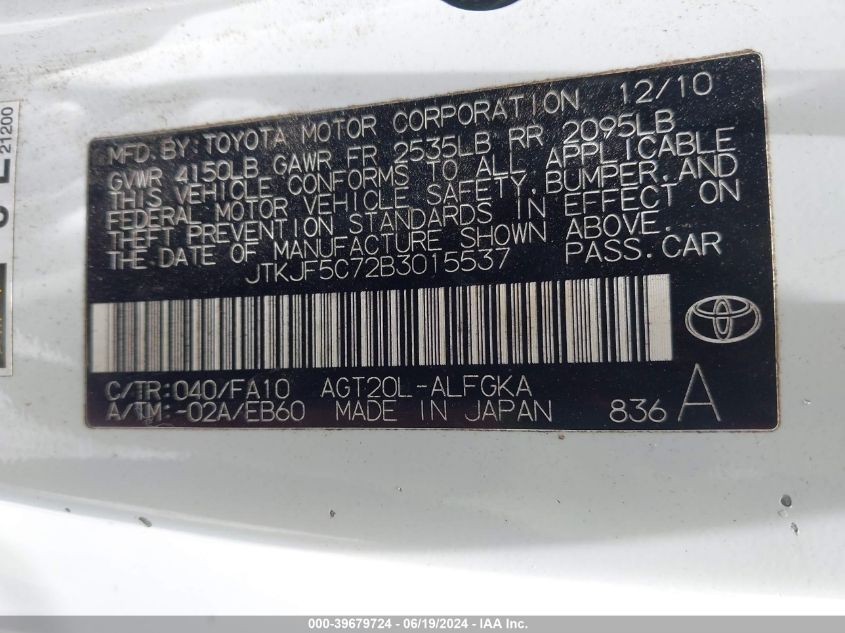 MFD. BY: TOYOTA MOTOR CORPORATION 12/10
GVWR 4150LB GAWR FR 2535LB RR 2095LB
THIS VEHICLE CONFORMS TO ALL APPLICABLE
FEDERAL MOTOR VEHICLE SAFETY, BUMPER, AND
THEFT PREVENTION STANDARDS IN EFFECT ON
THE DATE OF MANUFACTURE SHOWN ABOVE.
JTKJF5C72B3015537 PASS. CAR
C/TR: 040/FA10 AGT20L-ALFGKA
A/TM: -02A/EB60 MADE IN JAPAN 836 A
21200
000-39679724 - 06/19/2024 - IAA Inc.